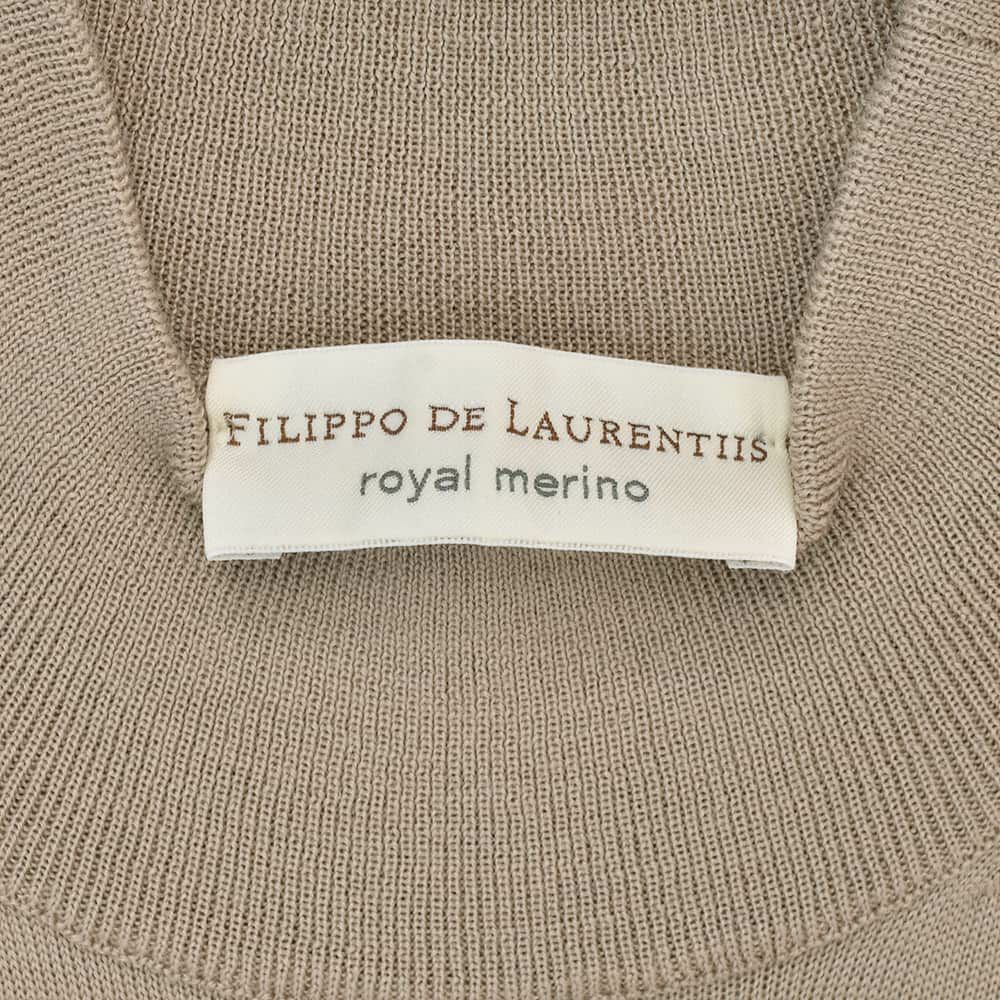 FILIPPO DE LAURENTIIS
royal merino